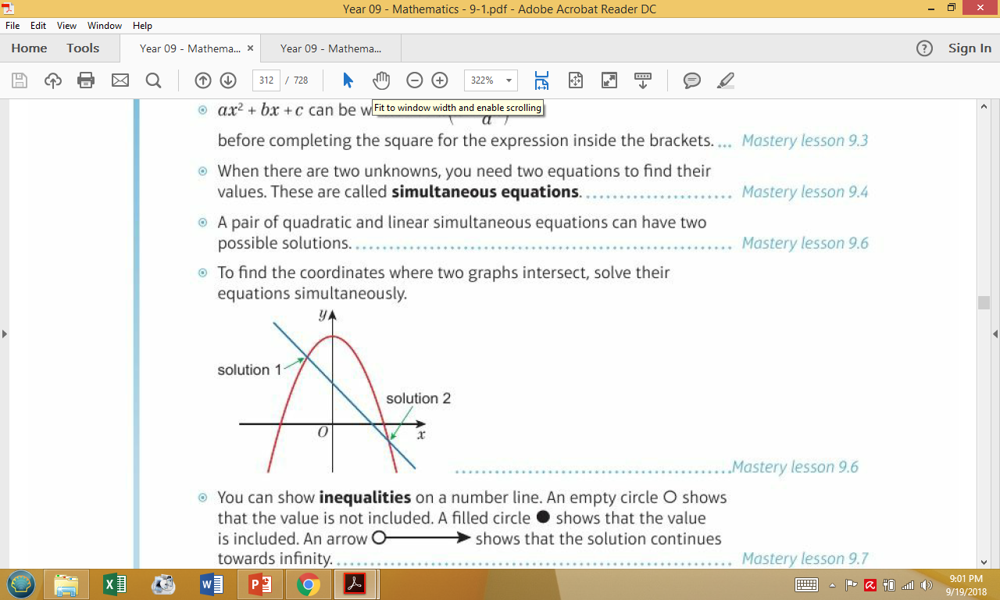 Year 09 - Mathematics - 9-1.pdf - Adobe Acrobat Reader DC
File Edit View Window Help
Home Tools Year 09 - Mathema... × Year 09 - Mathema... ? Sign In
312 / 728 322%
Fit to window width and enable scrolling
ax² + bx + c can be w
a
before completing the square for the expression inside the brackets. ... Mastery lesson 9.3
When there are two unknowns, you need two equations to find their
values. These are called simultaneous equations. Mastery lesson 9.4
A pair of quadratic and linear simultaneous equations can have two
possible solutions. Mastery lesson 9.6
To find the coordinates where two graphs intersect, solve their
equations simultaneously.
y
solution 1
solution 2
O
x
Mastery lesson 9.6
You can show inequalities on a number line. An empty circle O shows
that the value is not included. A filled circle ● shows that the value
is included. An arrow shows that the solution continues
towards infinity. Mastery lesson 9.7
9:01 PM
9/19/2018